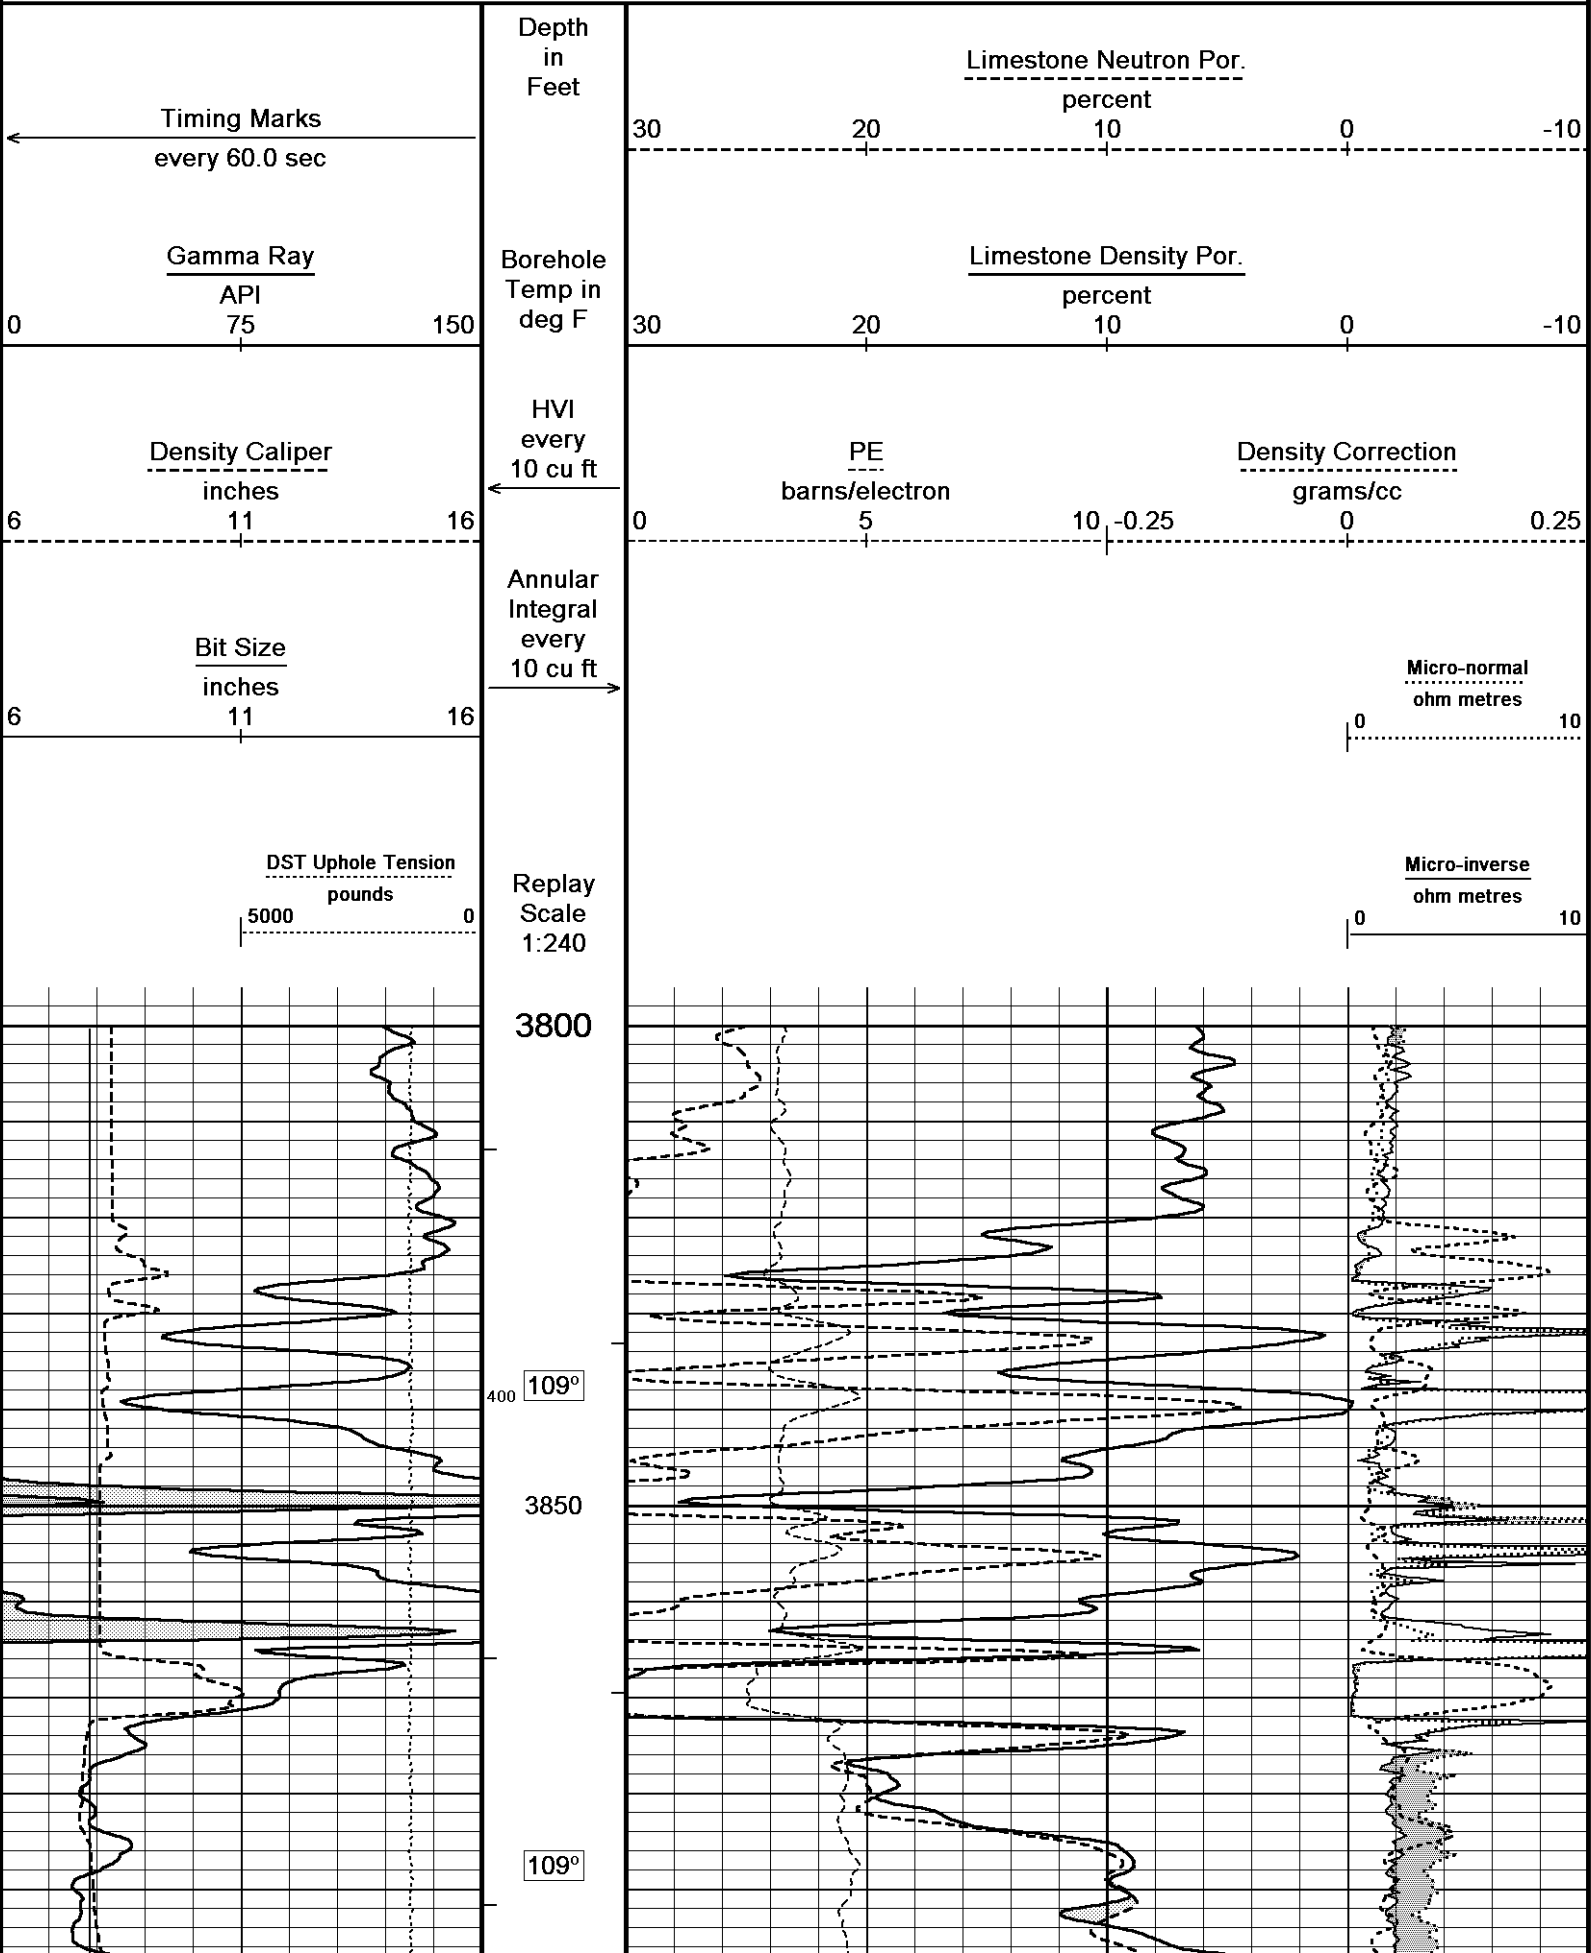 Depth
in
Feet
Limestone Neutron Por.
percent
30 20 10 0 -10
Timing Marks
every 60.0 sec
Gamma Ray
API
0 75 150
Borehole
Temp in
deg F
Limestone Density Por.
percent
30 20 10 0 -10
HVI
every
10 cu ft
Density Caliper
inches
6 11 16
PE
barns/electron
0 5 10
Density Correction
grams/cc
-0.25 0 0.25
Annular
Integral
every
10 cu ft
Bit Size
inches
6 11 16
Micro-normal
ohm metres
0 10
DST Uphole Tension
pounds
5000 0
Replay
Scale
1:240
Micro-inverse
ohm metres
0 10
3800
400 109º
3850
109º